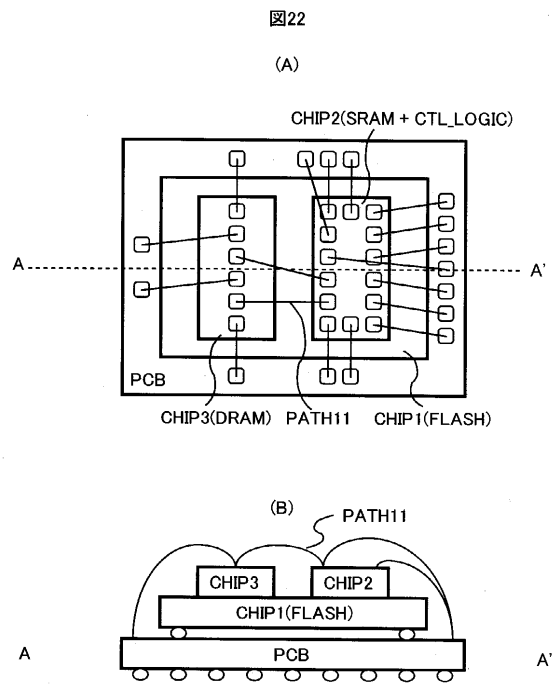 図22
(A)
CHIP2(SRAM + CTL_LOGIC)
A
A'
PCB
CHIP3(DRAM)
PATH11
CHIP1(FLASH)
(B)
PATH11
CHIP3
CHIP2
CHIP1(FLASH)
A
PCB
A'